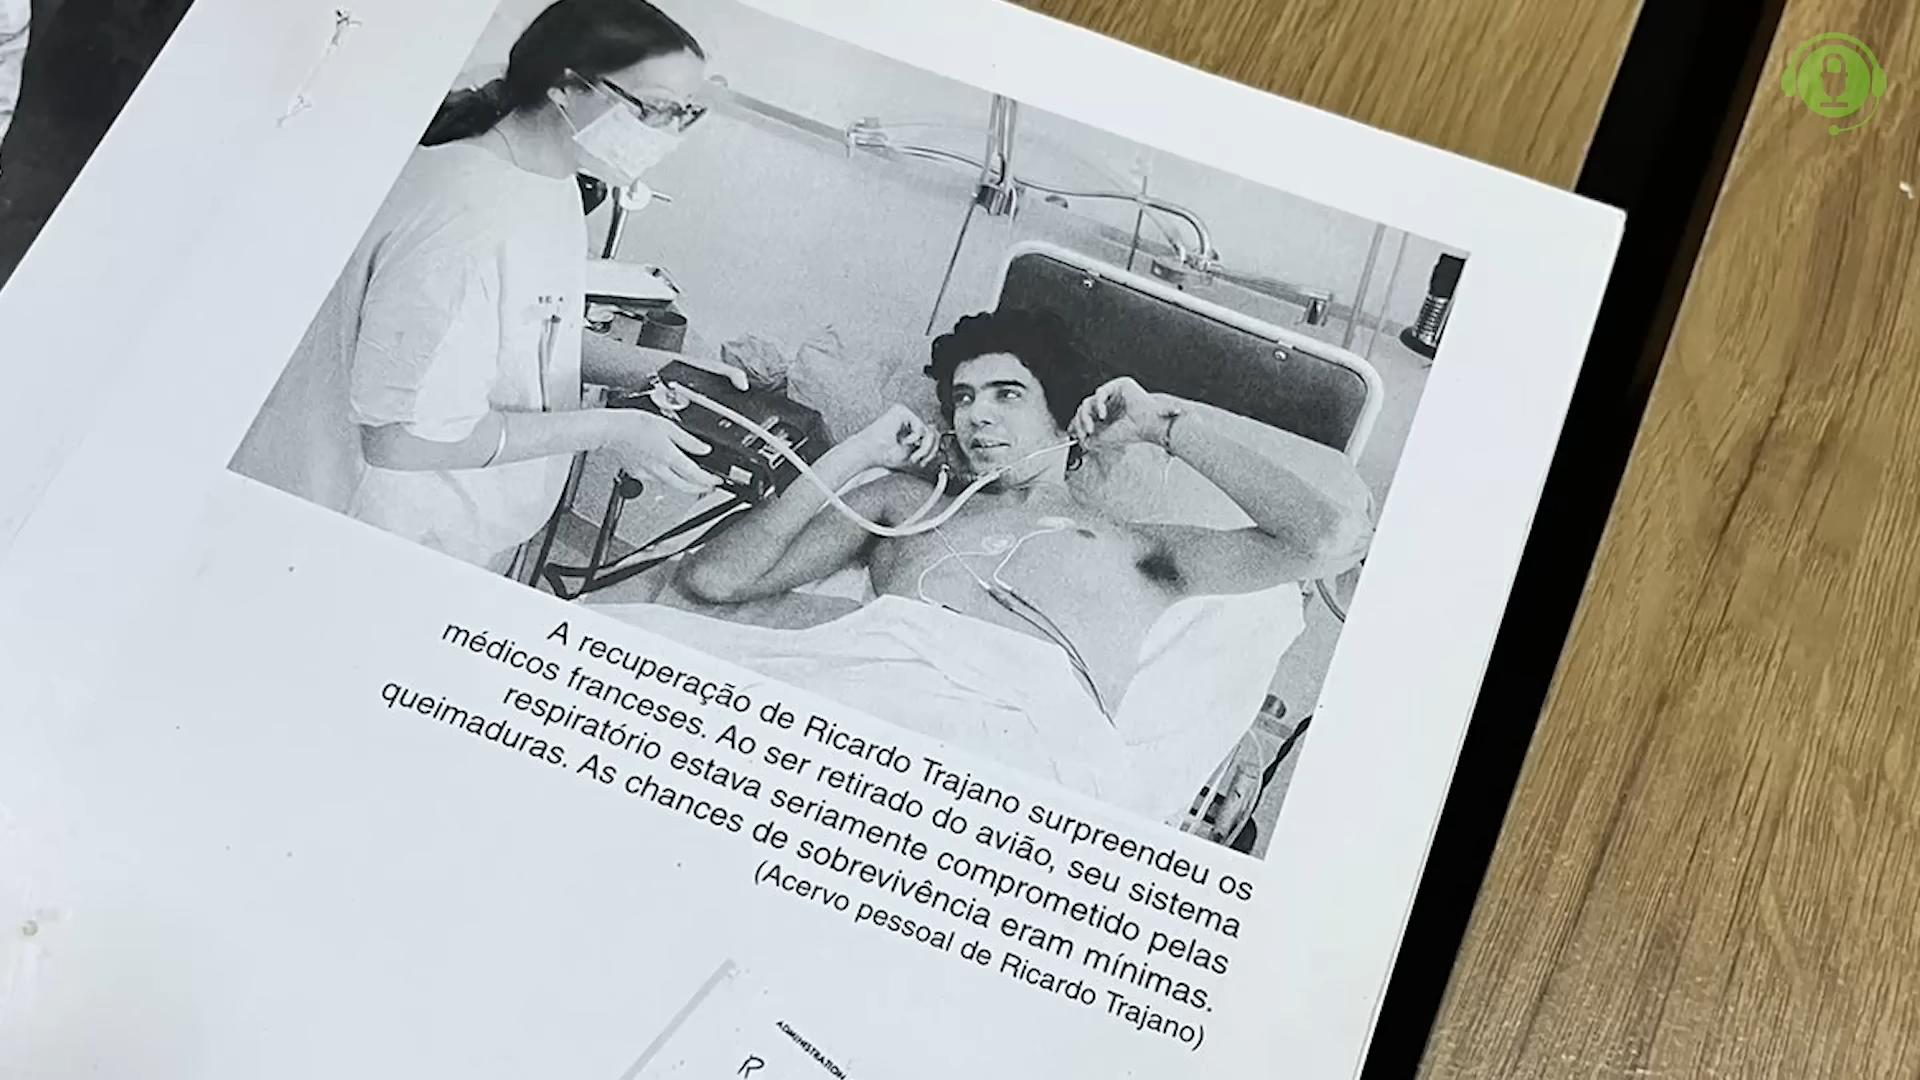 A recuperação de Ricardo Trajano surpreendeu os
médicos franceses. Ao ser retirado do avião, seu sistema
respiratório estava seriamente comprometido pelas
queimaduras. As chances de sobrevivência eram mínimas.
(Acervo pessoal de Ricardo Trajano)
ADMINISTRATION
R